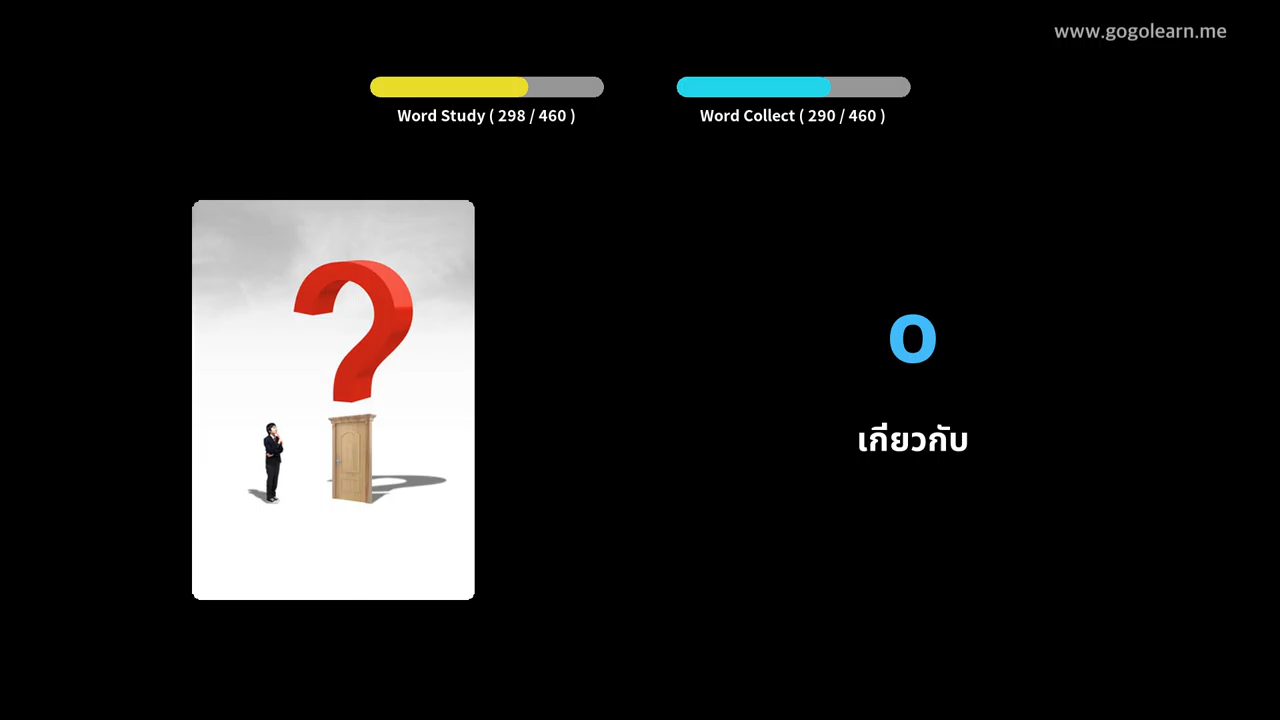 www.gogolearn.me
Word Study ( 298 / 460 )
Word Collect ( 290 / 460 )
?
o
เกียวกับ